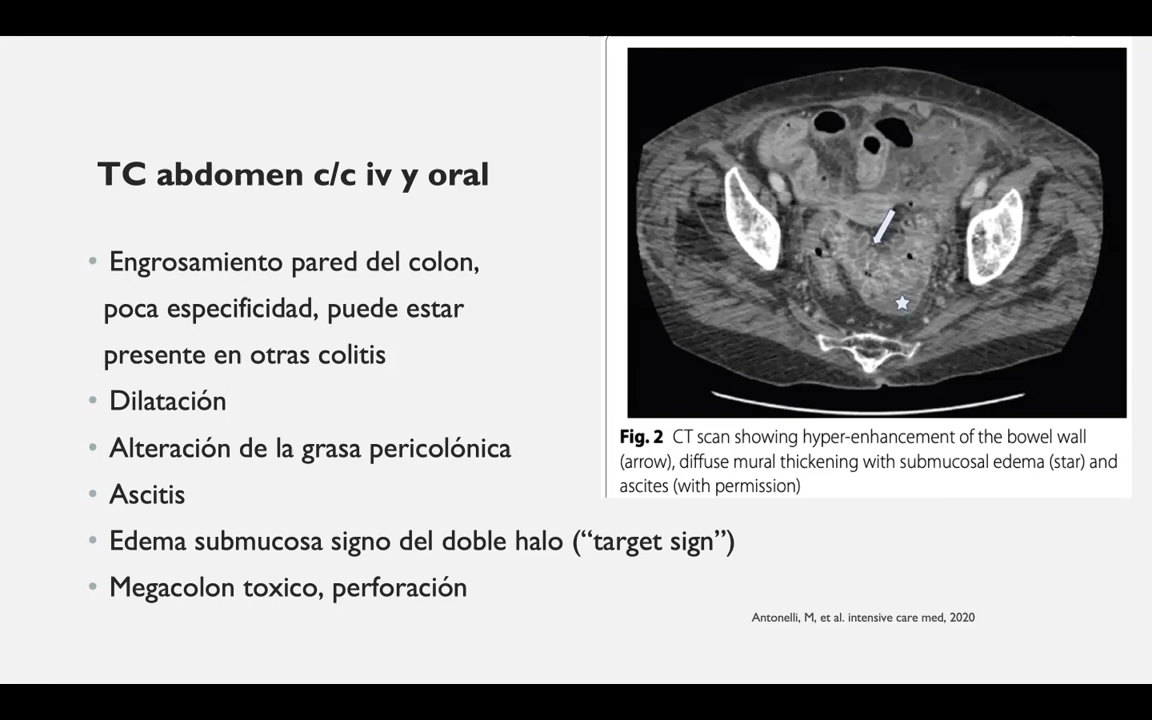 TC abdomen c/c iv y oral
• Engrosamiento pared del colon,
poca especificidad, puede estar
presente en otras colitis
• Dilatación
• Alteración de la grasa pericolónica
• Ascitis
• Edema submucosa signo del doble halo (“target sign”)
• Megacolon toxico, perforación
Fig. 2 CT scan showing hyper-enhancement of the bowel wall
(arrow), diffuse mural thickening with submucosal edema (star) and
ascites (with permission)
Antonelli, M, et al. intensive care med, 2020